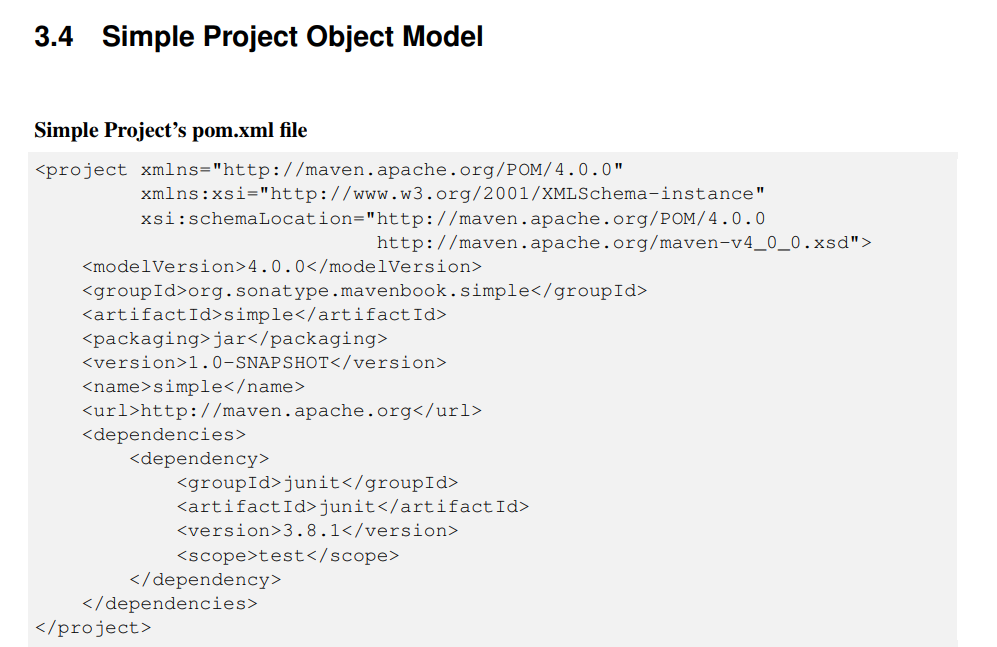 3.4 Simple Project Object Model
Simple Project’s pom.xml file
<project xmlns="http://maven.apache.org/POM/4.0.0"
xmlns:xsi="http://www.w3.org/2001/XMLSchema-instance"
xsi:schemaLocation="http://maven.apache.org/POM/4.0.0
http://maven.apache.org/maven-v4_0_0.xsd">
<modelVersion>4.0.0</modelVersion>
<groupId>org.sonatype.mavenbook.simple</groupId>
<artifactId>simple</artifactId>
<packaging>jar</packaging>
<version>1.0-SNAPSHOT</version>
<name>simple</name>
<url>http://maven.apache.org</url>
<dependencies>
<dependency>
<groupId>junit</groupId>
<artifactId>junit</artifactId>
<version>3.8.1</version>
<scope>test</scope>
</dependency>
</dependencies>
</project>